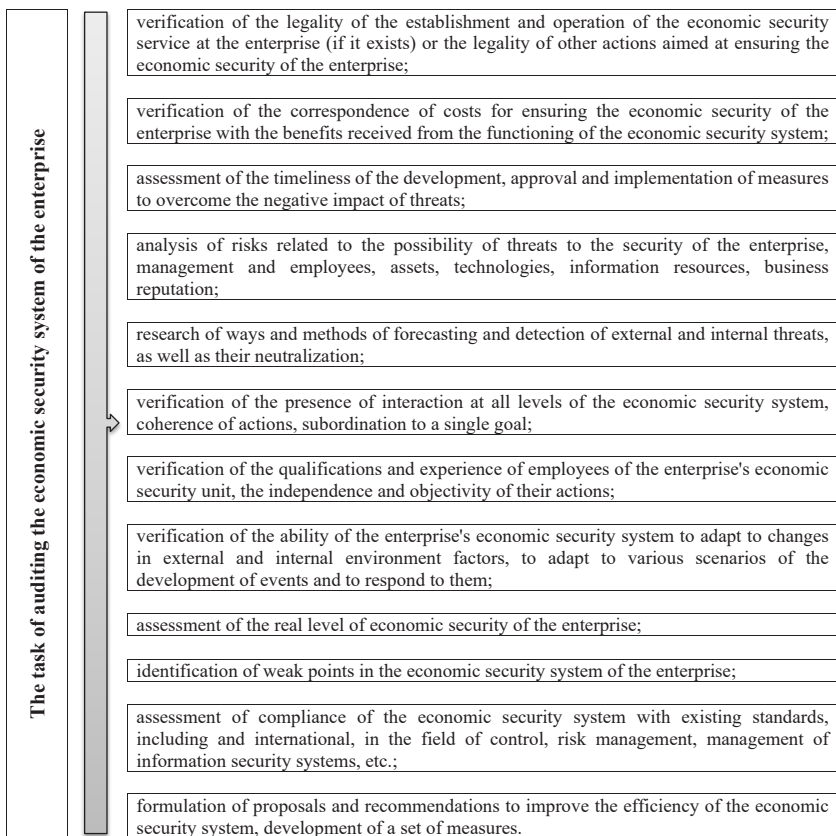 The task of auditing the economic security system of the enterprise
verification of the legality of the establishment and operation of the economic security
service at the enterprise (if it exists) or the legality of other actions aimed at ensuring the
economic security of the enterprise;
verification of the correspondence of costs for ensuring the economic security of the
enterprise with the benefits received from the functioning of the economic security system;
assessment of the timeliness of the development, approval and implementation of measures
to overcome the negative impact of threats;
analysis of risks related to the possibility of threats to the security of the enterprise,
management and employees, assets, technologies, information resources, business
reputation;
research of ways and methods of forecasting and detection of external and internal threats,
as well as their neutralization;
verification of the presence of interaction at all levels of the economic security system,
coherence of actions, subordination to a single goal;
verification of the qualifications and experience of employees of the enterprise's economic
security unit, the independence and objectivity of their actions;
verification of the ability of the enterprise's economic security system to adapt to changes
in external and internal environment factors, to adapt to various scenarios of the
development of events and to respond to them;
assessment of the real level of economic security of the enterprise;
identification of weak points in the economic security system of the enterprise;
assessment of compliance of the economic security system with existing standards,
including and international, in the field of control, risk management, management of
information security systems, etc.;
formulation of proposals and recommendations to improve the efficiency of the economic
security system, development of a set of measures.